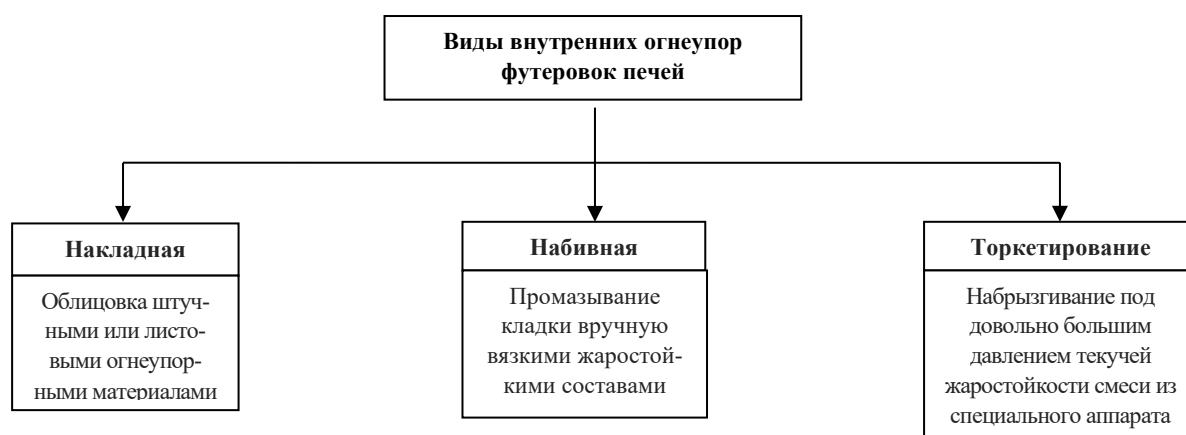 Виды внутренних огнеупор
футеровок печей
Накладная
Облицовка штуч-
ными или листо-
выми огнеупор-
ными материалами
Набивная
Промазывание
кладки вручную
вязкими жаростой-
кими составами
Торкетирование
Набрызгивание под
довольно большим
давлением текучей
жаростойкости смеси из
специального аппарата